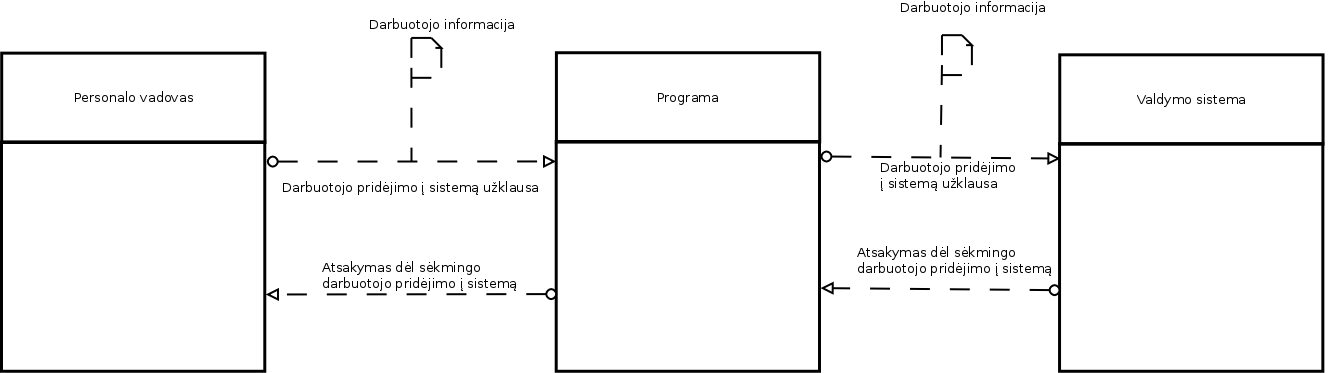 Darbuotojo informacija
Darbuotojo informacija
Personalo vadovas
Programa
Valdymo sistema
Darbuotojo pridėjimo į sistemą užklausa
Darbuotojo pridėjimo
į sistemą užklausa
Atsakymas dėl sėkmingo
darbuotojo pridėjimo į sistemą
Atsakymas dėl sėkmingo
darbuotojo pridėjimo į sistemą